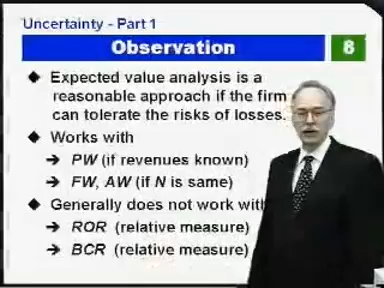 Uncertainty - Part 1
Observation
8
Expected value analysis is a
reasonable approach if the firm
can tolerate the risks of losses.
Works with
PW (if revenues known)
FW, AW (if N is same)
Generally does not work with
ROR (relative measure)
BCR (relative measure)